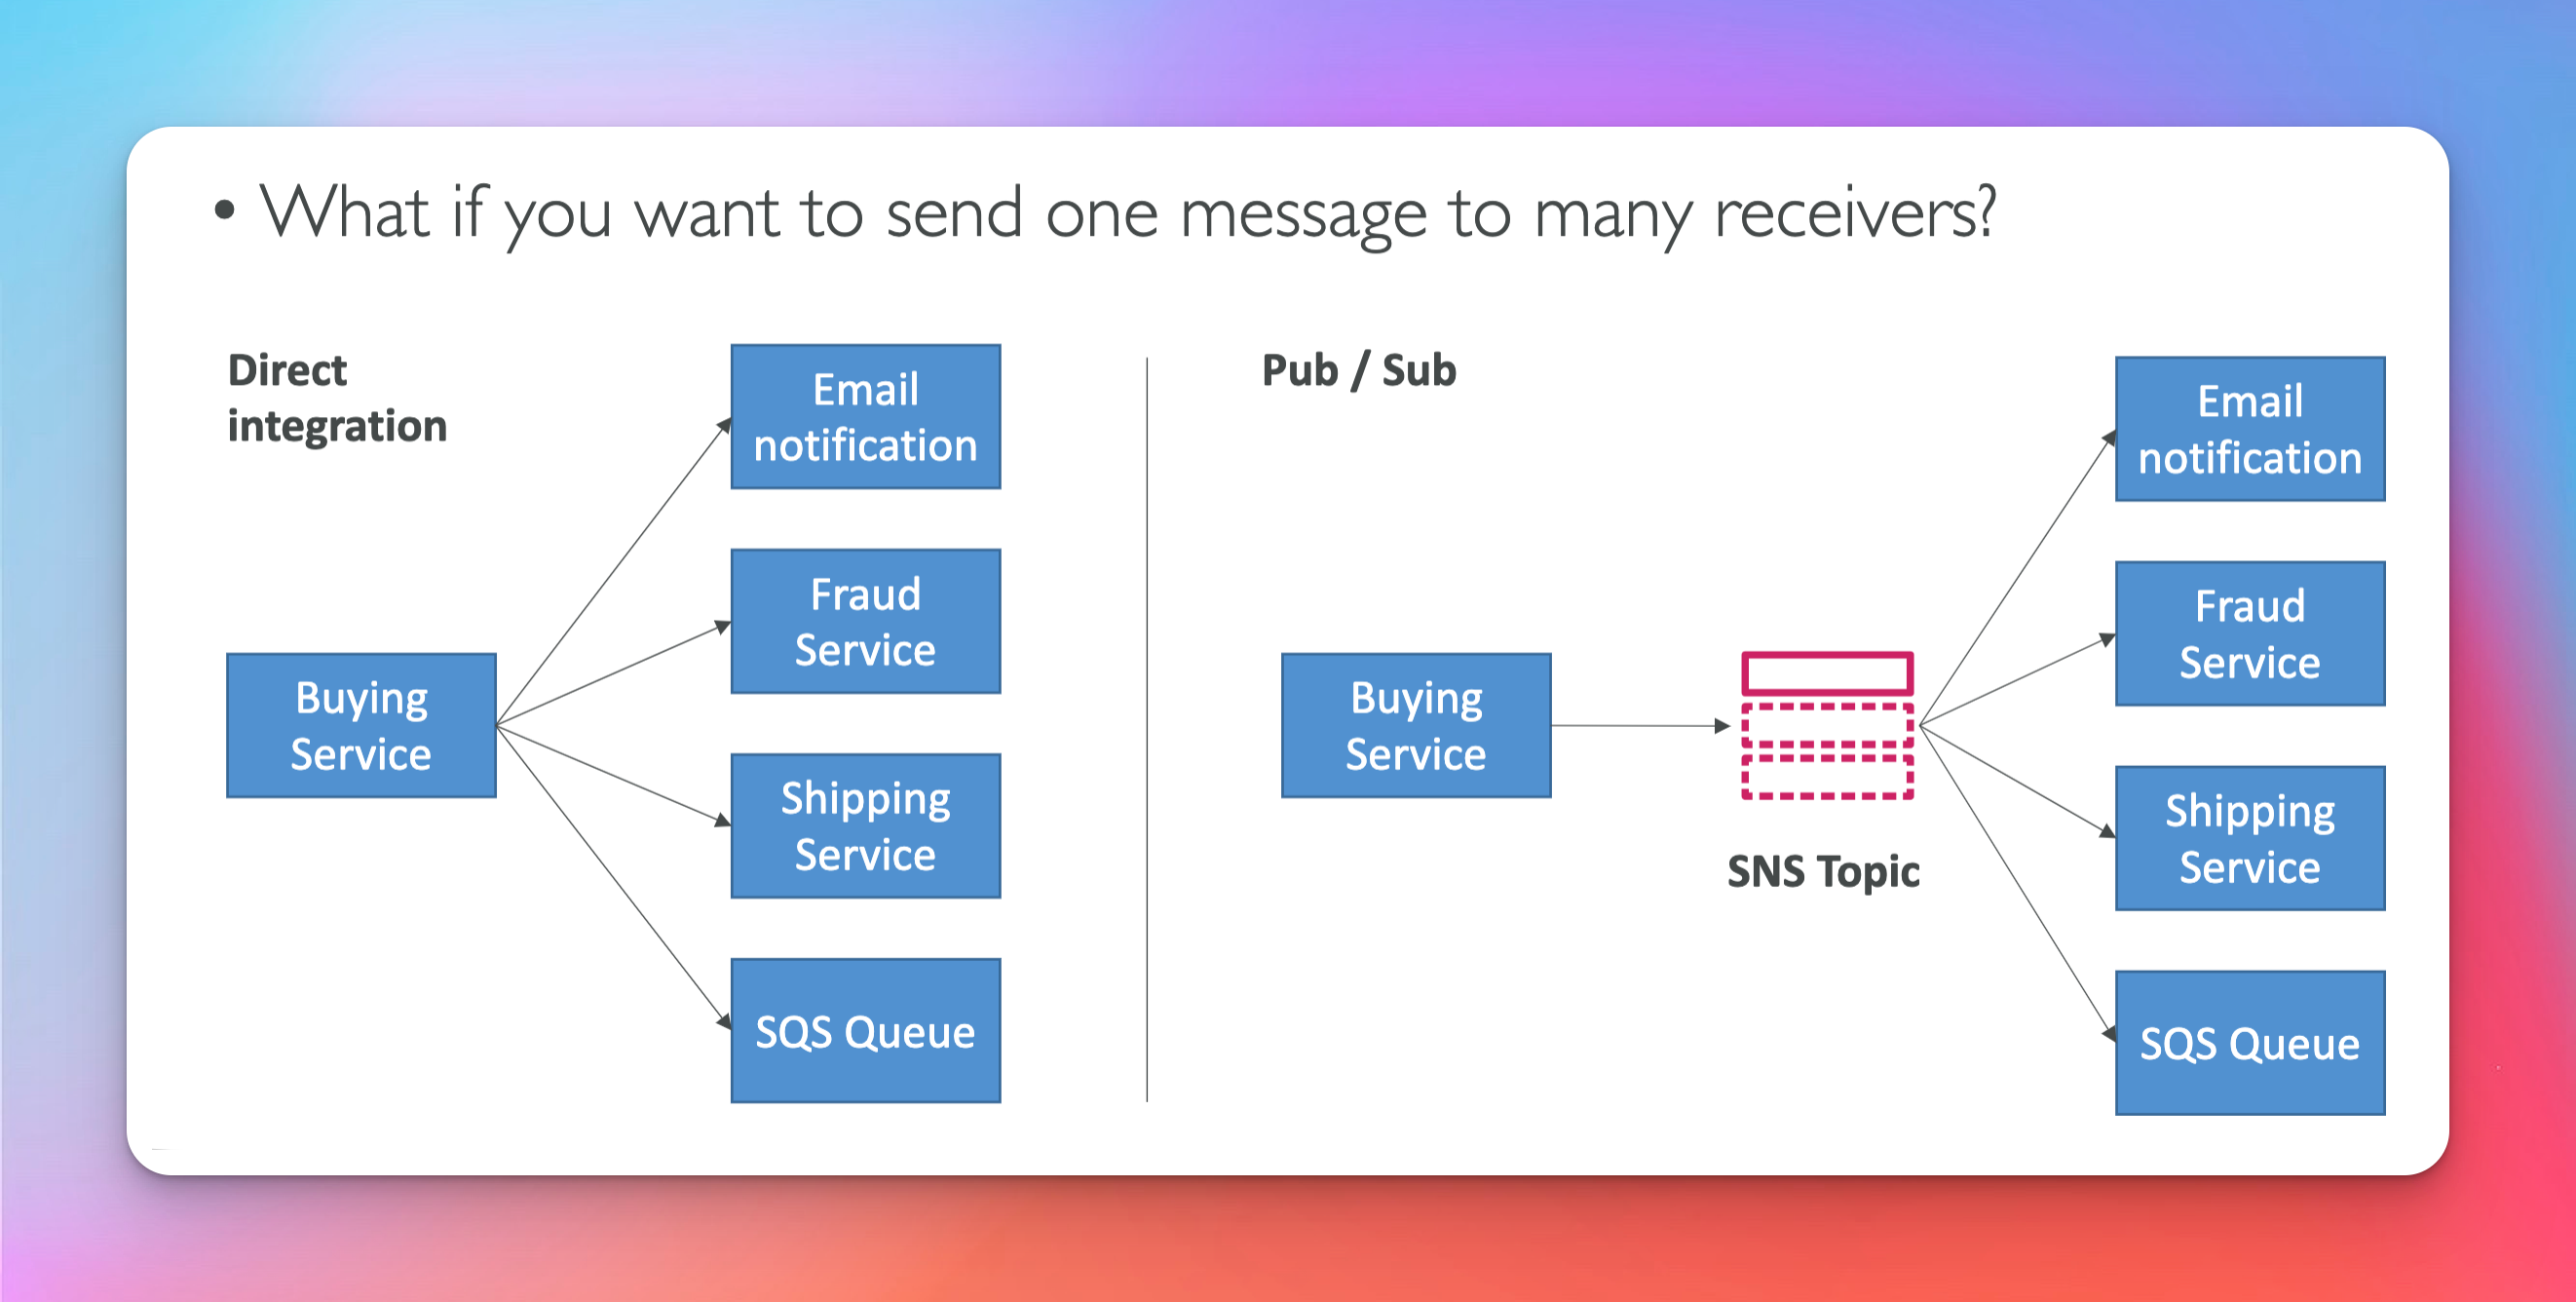 • What if you want to send one message to many receivers?
Direct
integration
Email
notification
Fraud
Service
Buying
Service
Shipping
Service
SQS Queue
Pub / Sub
Email
notification
Fraud
Service
Buying
Service
SNS Topic
Shipping
Service
SQS Queue